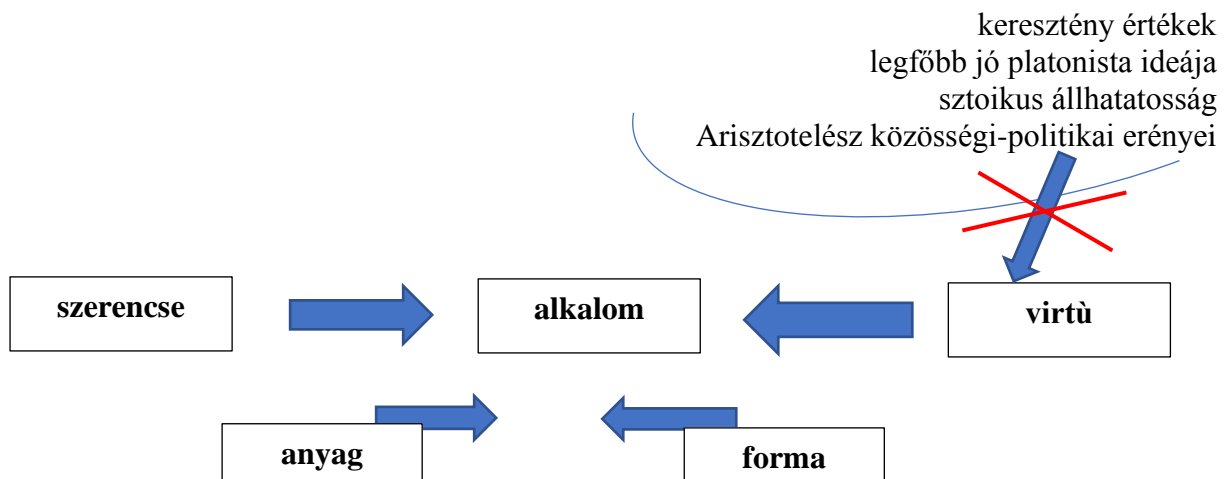 keresztény értékek
legfőbb jó platonista ideája
sztoikus állhatatosság
Arisztotelész közösségi-politikai erényei
szerencse
alkalom
virtù
anyag
forma